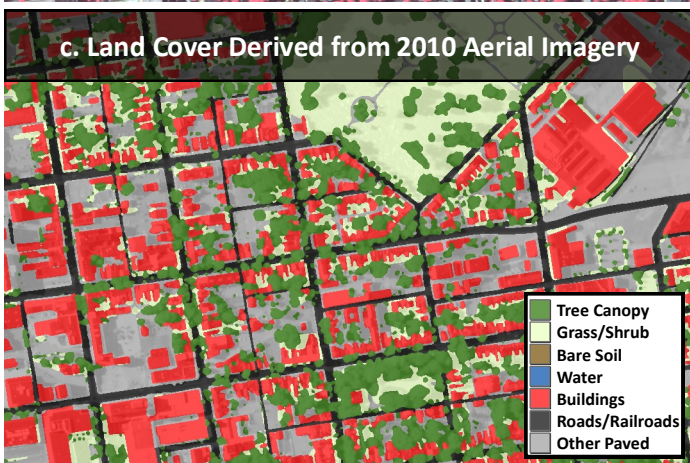 c. Land Cover Derived from 2010 Aerial Imagery
Tree Canopy
Grass/Shrub
Bare Soil
Water
Buildings
Roads/Railroads
Other Paved